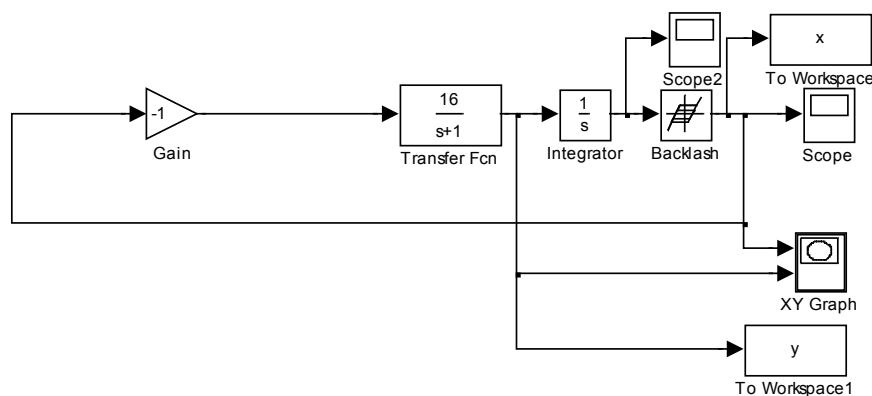 x
Scope2
To Workspace
-1
16
s+1
1
s
Gain
Transfer Fcn
Integrator
Backlash
Scope
XY Graph
y
To Workspace1